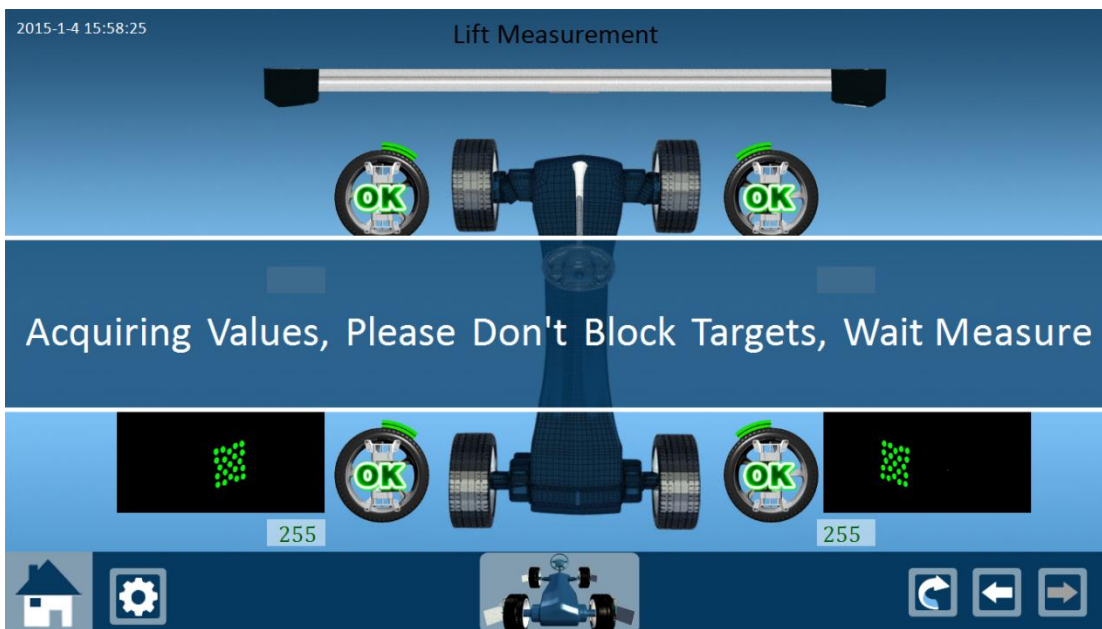 2015-1-4 15:58:25
Lift Measurement
OK
OK
Acquiring Values, Please Don't Block Targets, Wait Measure
OK
OK
255
255